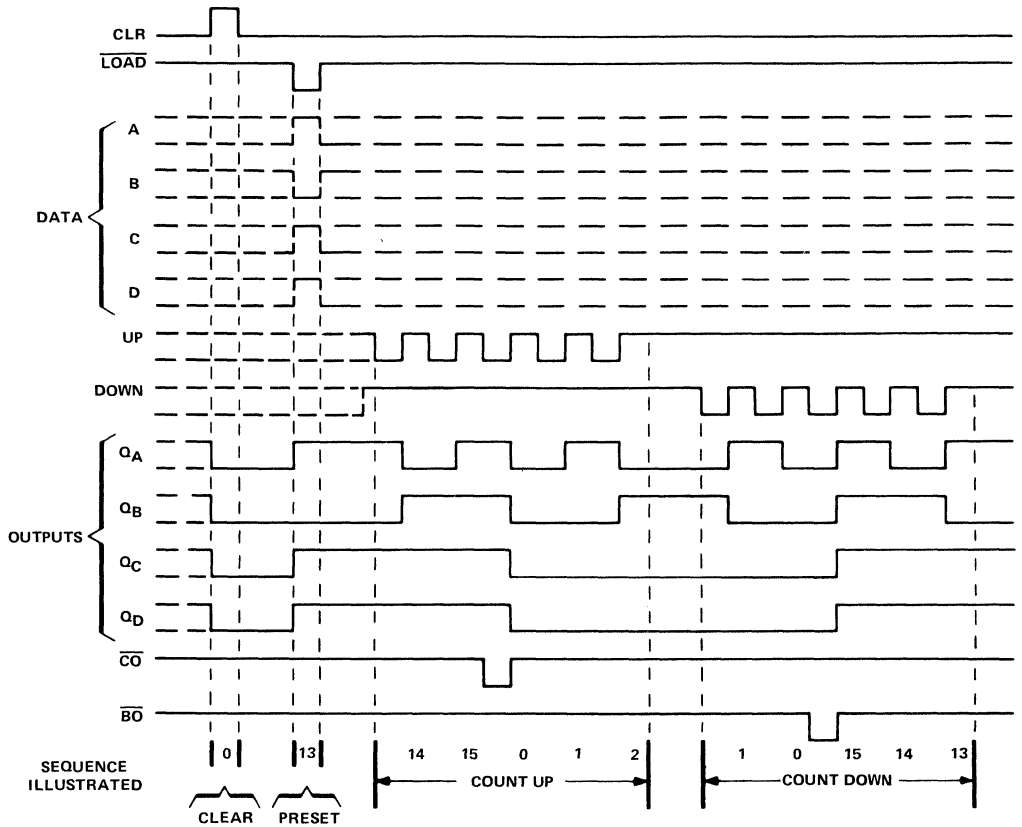 CLR
LOAD
A
B
DATA
C
D
UP
DOWN
QA
QB
OUTPUTS
QC
QD
CO
BO
SEQUENCE
ILLUSTRATED
0 13 14 15 0 1 2 1 0 15 14 13
COUNT UP COUNT DOWN
CLEAR PRESET